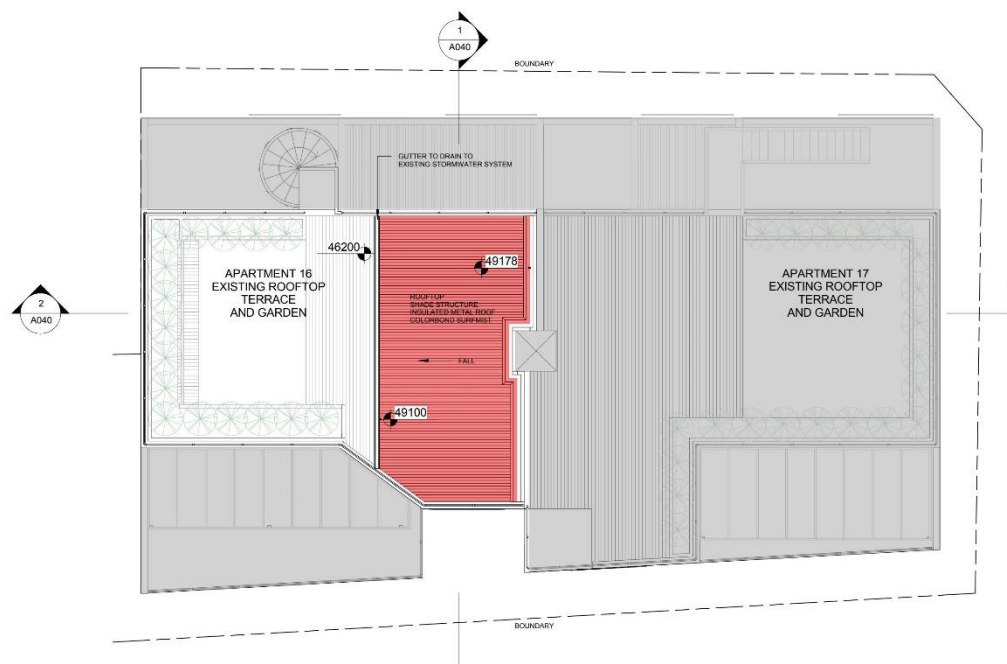 1
A040
BOUNDARY
GUTTER TO DRAIN TO
EXISTING STORMWATER SYSTEM
46200
49178
APARTMENT 16
EXISTING ROOFTOP
TERRACE
AND GARDEN
APARTMENT 17
EXISTING ROOFTOP
TERRACE
AND GARDEN
2
A040
ROOFTOP
SHADE STRUCTURE
INSULATED METAL ROOF
COLORBOND SURFMIST
FALL
49100
BOUNDARY